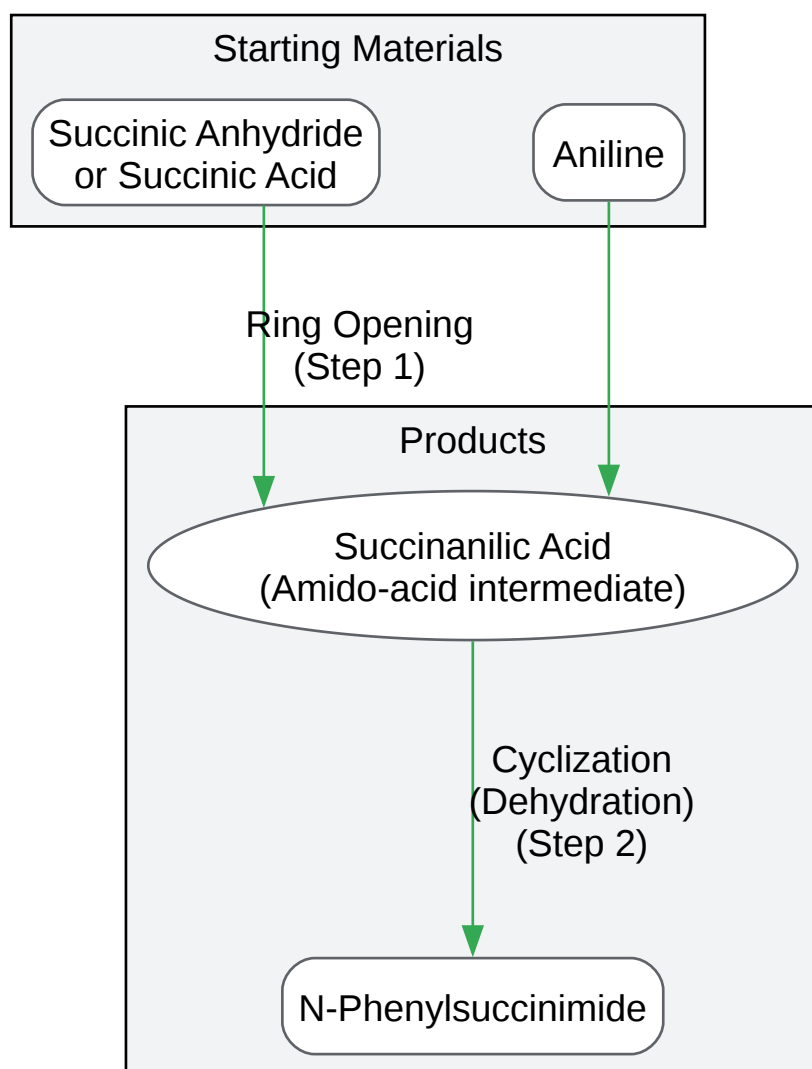 Starting Materials
Succinic Anhydride
or Succinic Acid
Aniline
Ring Opening
(Step 1)
Products
Succinanilic Acid
(Amido-acid intermediate)
Cyclization
(Dehydration)
(Step 2)
N-Phenylsuccinimide